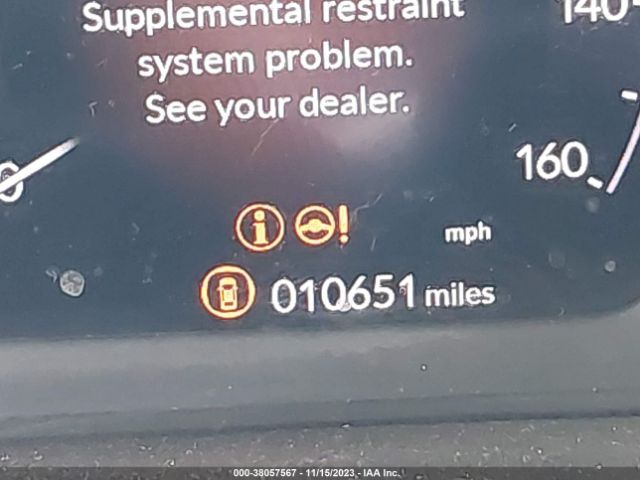 Supplemental restraint
system problem.
See your dealer.
140
160
mph
010651 miles
000-38057567 - 11/15/2023 - IAA Inc.